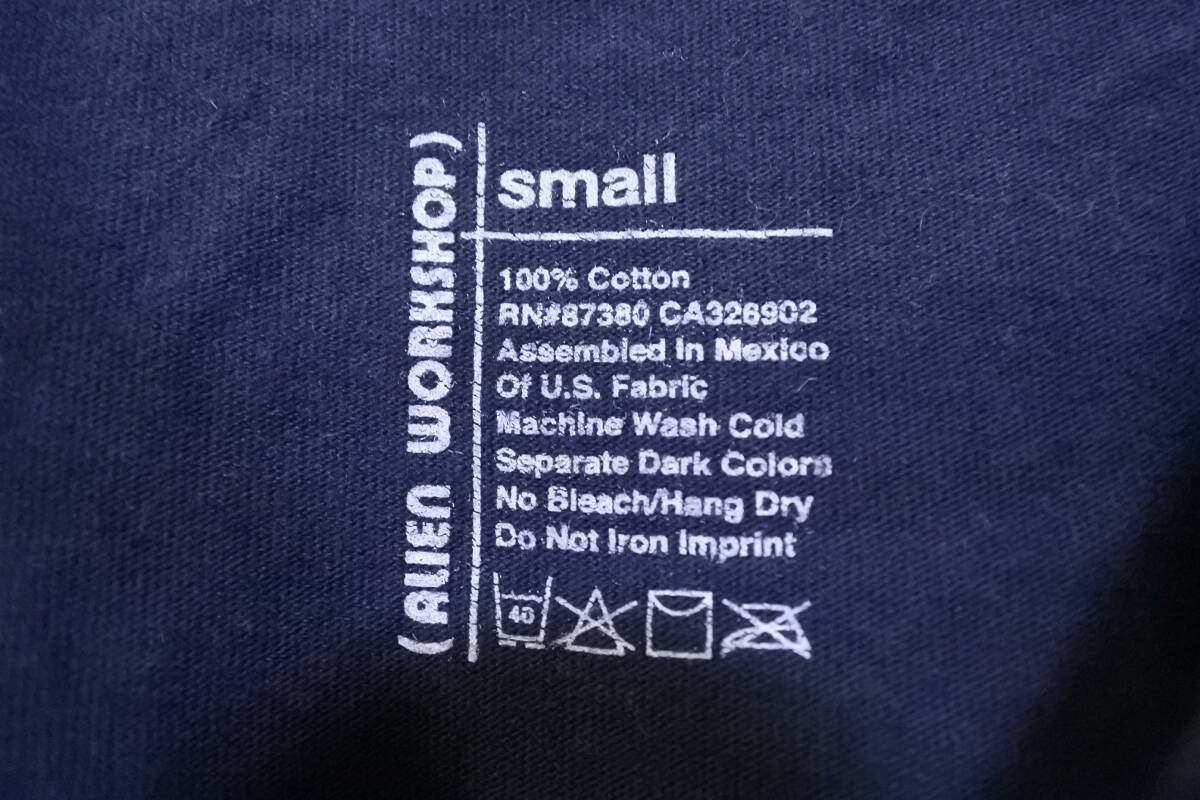 (ALIEN WORKSHOP)
small
100% Cotton
RN#87380 CA326902
Assembled in Mexico
Of U.S. Fabric
Machine Wash Cold
Separate Dark Colors
No Bleach/Hang Dry
Do Not Iron Imprint
40